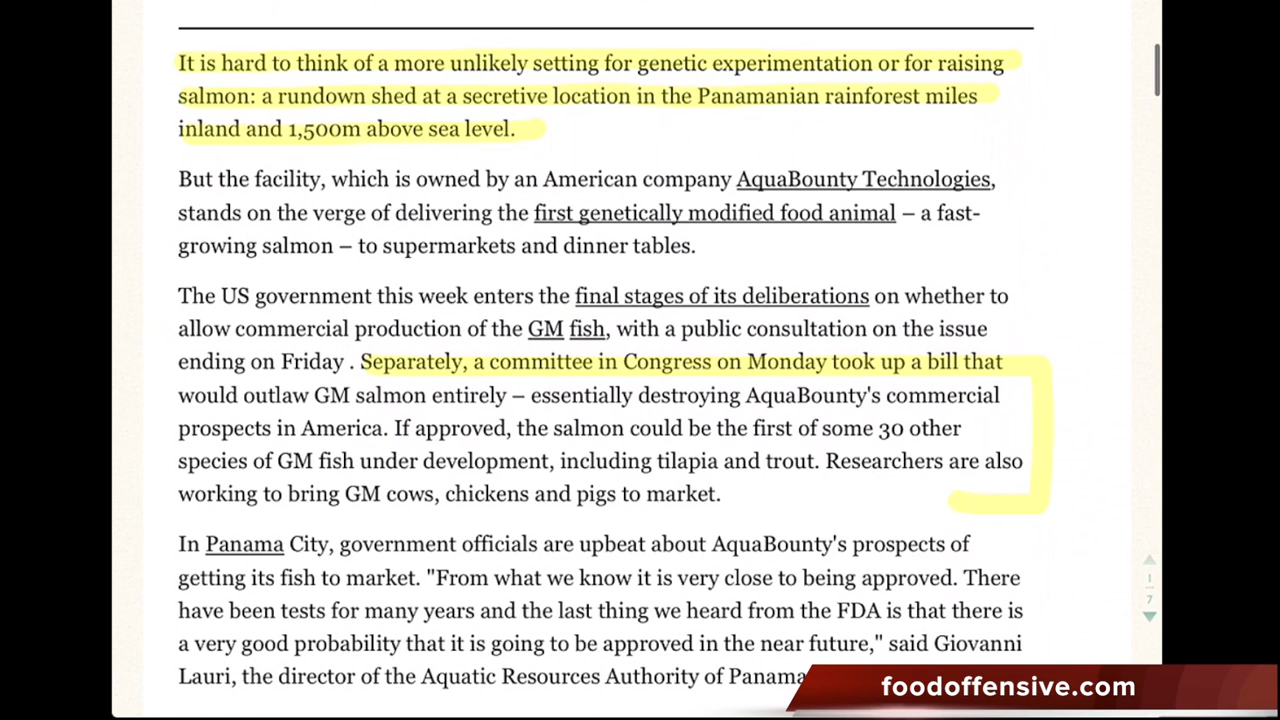 It is hard to think of a more unlikely setting for genetic experimentation or for raising
salmon: a rundown shed at a secretive location in the Panamanian rainforest miles
inland and 1,500m above sea level.
But the facility, which is owned by an American company AquaBounty Technologies,
stands on the verge of delivering the first genetically modified food animal – a fast-
growing salmon – to supermarkets and dinner tables.
The US government this week enters the final stages of its deliberations on whether to
allow commercial production of the GM fish, with a public consultation on the issue
ending on Friday . Separately, a committee in Congress on Monday took up a bill that
would outlaw GM salmon entirely – essentially destroying AquaBounty's commercial
prospects in America. If approved, the salmon could be the first of some 30 other
species of GM fish under development, including tilapia and trout. Researchers are also
working to bring GM cows, chickens and pigs to market.
In Panama City, government officials are upbeat about AquaBounty's prospects of
getting its fish to market. "From what we know it is very close to being approved. There
have been tests for many years and the last thing we heard from the FDA is that there is
a very good probability that it is going to be approved in the near future," said Giovanni
Lauri, the director of the Aquatic Resources Authority of Panama
1
7
foodoffensive.com